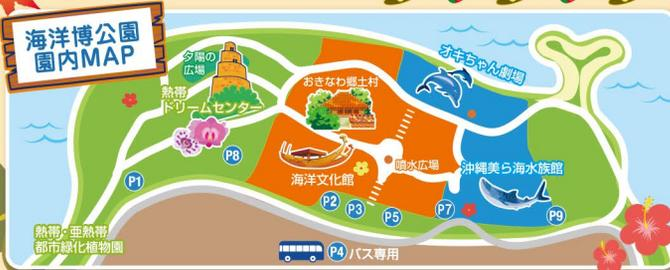 海洋博公園
園内MAP
夕陽の
広場
熱帯
ドリームセンター
おきなわ郷土村
オキちゃん劇場
噴水広場
沖縄美ら海水族館
海洋文化館
P8
P1
P2
P3
P5
P7
P9
熱帯・亜熱帯
都市緑化植物園
P4 バス専用